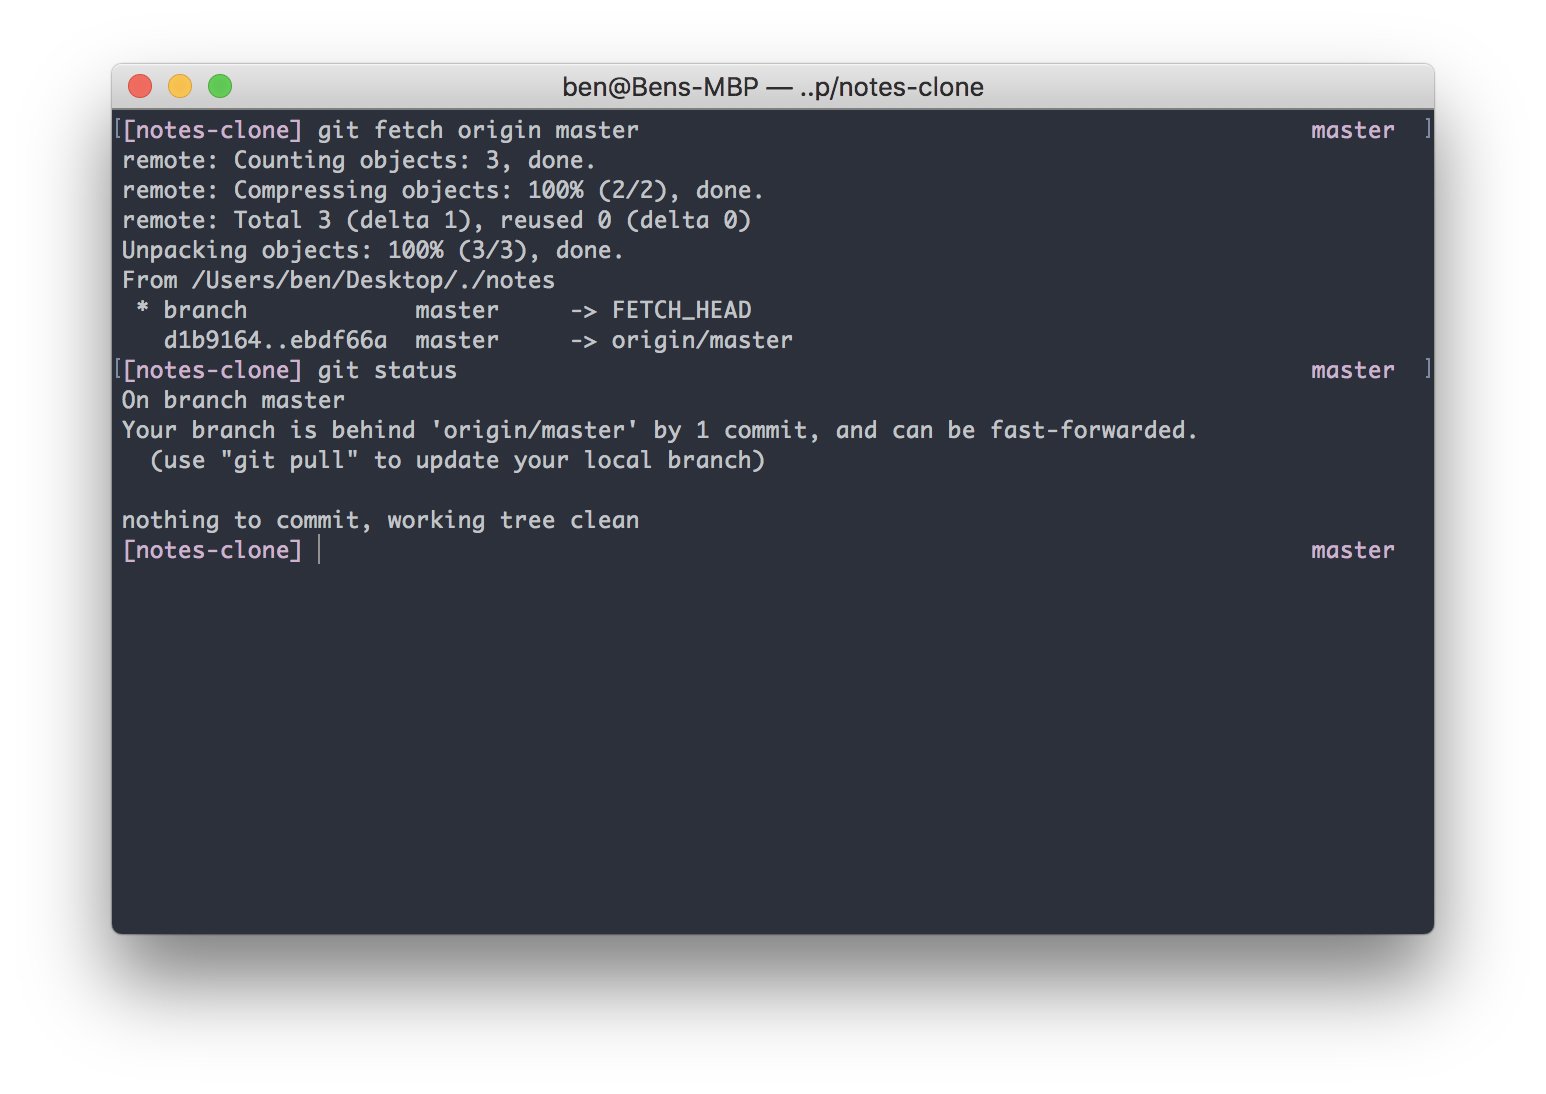 ben@Bens-MBP — ..p/notes-clone
[[notes-clone] git fetch origin master master ]
remote: Counting objects: 3, done.
remote: Compressing objects: 100% (2/2), done.
remote: Total 3 (delta 1), reused 0 (delta 0)
Unpacking objects: 100% (3/3), done.
From /Users/ben/Desktop/./notes
 * branch            master     -> FETCH_HEAD
   d1b9164..ebdf66a  master     -> origin/master
[[notes-clone] git status master ]
On branch master
Your branch is behind 'origin/master' by 1 commit, and can be fast-forwarded.
  (use "git pull" to update your local branch)
nothing to commit, working tree clean
[notes-clone] master